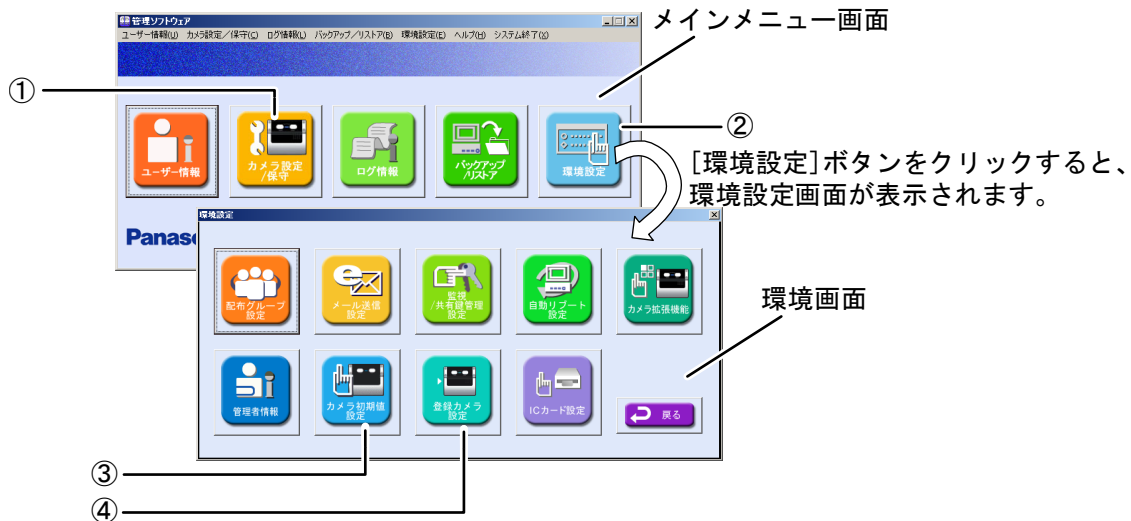 管理ソフトウェア
メインメニュー画面
ユーザー情報(U) カメラ設定/保守(C) ログ情報(L) バックアップ/リストア(B) 環境設定(E) ヘルプ(H) システム終了(X)
①
②
ユーザー情報
カメラ設定
/保守
ログ情報
バックアップ
/リストア
環境設定
[環境設定]ボタンをクリックすると、
環境設定画面が表示されます。
環境設定
Panaso
配布グループ
設定
メール送信
設定
監視
/共有鍵管理
設定
自動リブート
設定
カメラ拡張機能
環境画面
管理者情報
カメラ初期値
設定
登録カメラ
設定
ICカード設定
戻る
③
④